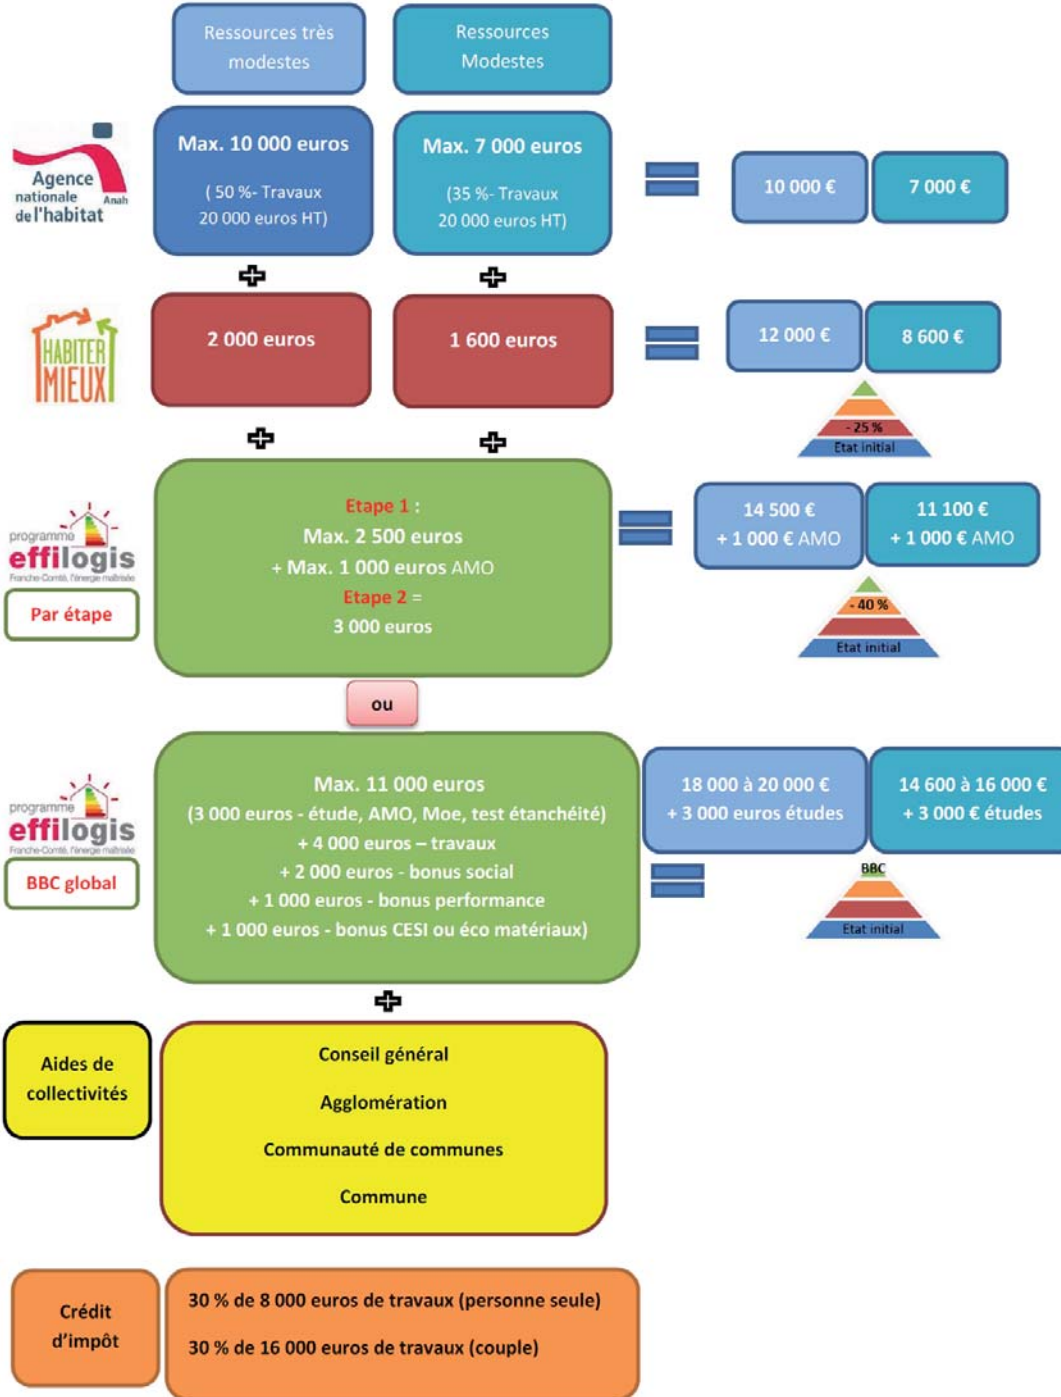 Ressources très
modestes
Ressources
Modestes
Agence
nationale
de l'habitat
Anah
Max. 10 000 euros
( 50 %- Travaux
20 000 euros HT)
Max. 7 000 euros
(35 %- Travaux
20 000 euros HT)
10 000 €
7 000 €
HABITER
MIEUX
2 000 euros
1 600 euros
12 000 €
8 600 €
- 25 %
Etat initial
programme
effilogis
Franche-Comté, l'énergie maîtrisée
Par étape
Etape 1 :
Max. 2 500 euros
+ Max. 1 000 euros AMO
Etape 2 =
3 000 euros
14 500 €
+ 1 000 € AMO
11 100 €
+ 1 000 € AMO
- 40 %
Etat initial
ou
programme
effilogis
Franche-Comté, l'énergie maîtrisée
BBC global
Max. 11 000 euros
(3 000 euros - étude, AMO, Moe, test étanchéité)
+ 4 000 euros – travaux
+ 2 000 euros - bonus social
+ 1 000 euros - bonus performance
+ 1 000 euros - bonus CESI ou éco matériaux)
18 000 à 20 000 €
+ 3 000 euros études
14 600 à 16 000 €
+ 3 000 € études
BBC
Etat initial
Aides de
collectivités
Conseil général
Agglomération
Communauté de communes
Commune
Crédit
d'impôt
30 % de 8 000 euros de travaux (personne seule)
30 % de 16 000 euros de travaux (couple)